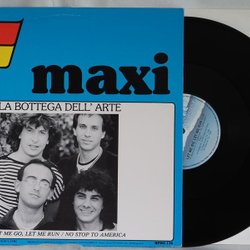 maxi
LA BOTTEGA DELL' ARTE
ME GO, LET ME RUN / NO STOP TO AMERICA